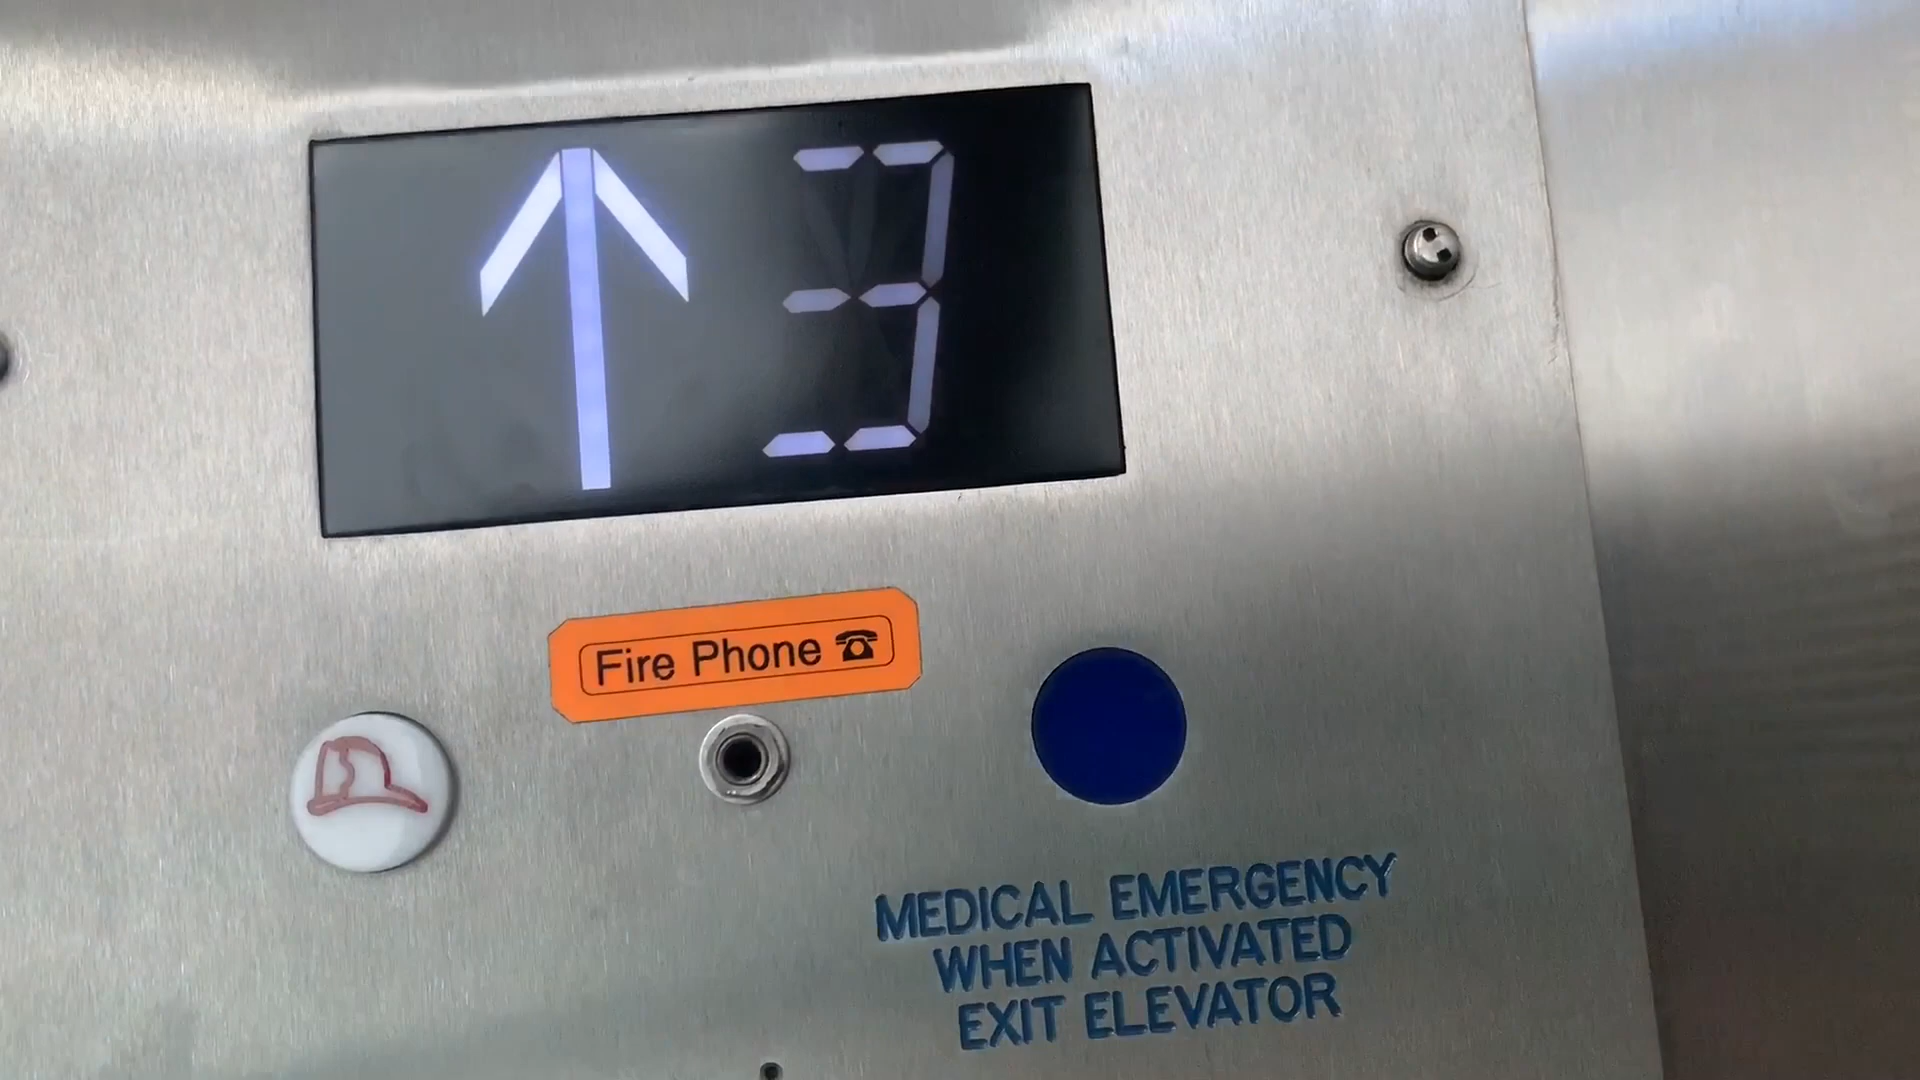 ↑ 3
Fire Phone ☎
MEDICAL EMERGENCY
WHEN ACTIVATED
EXIT ELEVATOR